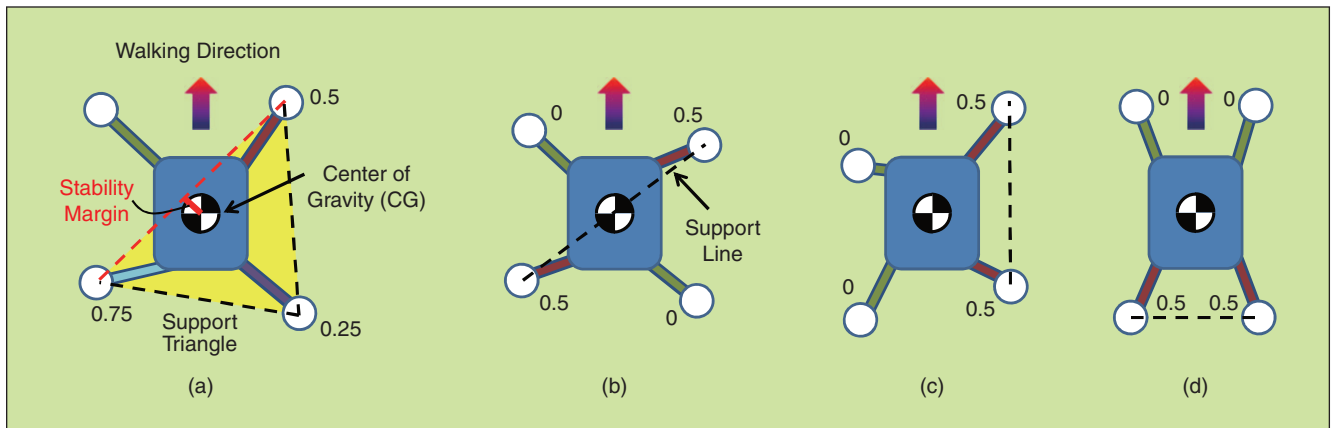 Walking Direction
0.5
Stability
Margin
Center of
Gravity (CG)
0.75
Support
Triangle
0.25
(a)
0
0.5
Support
Line
0.5
0
(b)
0.5
0
0
0.5
(c)
0
0
0.5
0.5
(d)